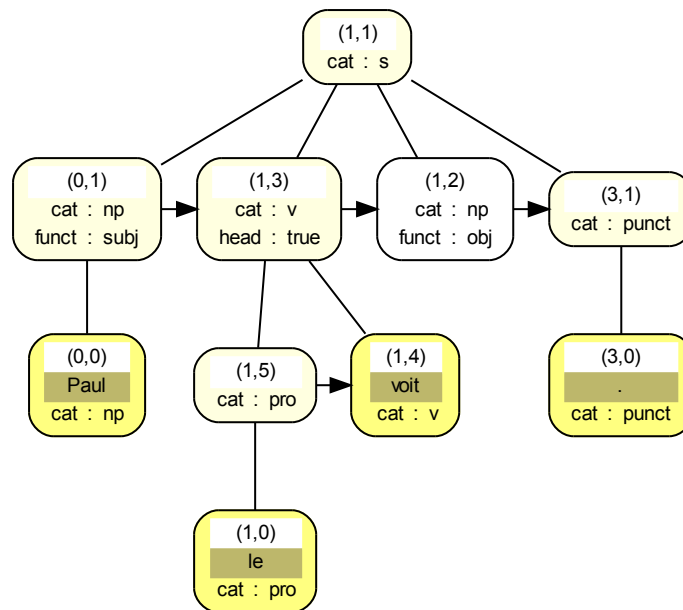 (1,1)
cat : s
(0,1)
cat : np
funct : subj
(1,3)
cat : v
head : true
(1,2)
cat : np
funct : obj
(3,1)
cat : punct
(0,0)
Paul
cat : np
(1,5)
cat : pro
(1,4)
voit
cat : v
(3,0)
.
cat : punct
(1,0)
le
cat : pro